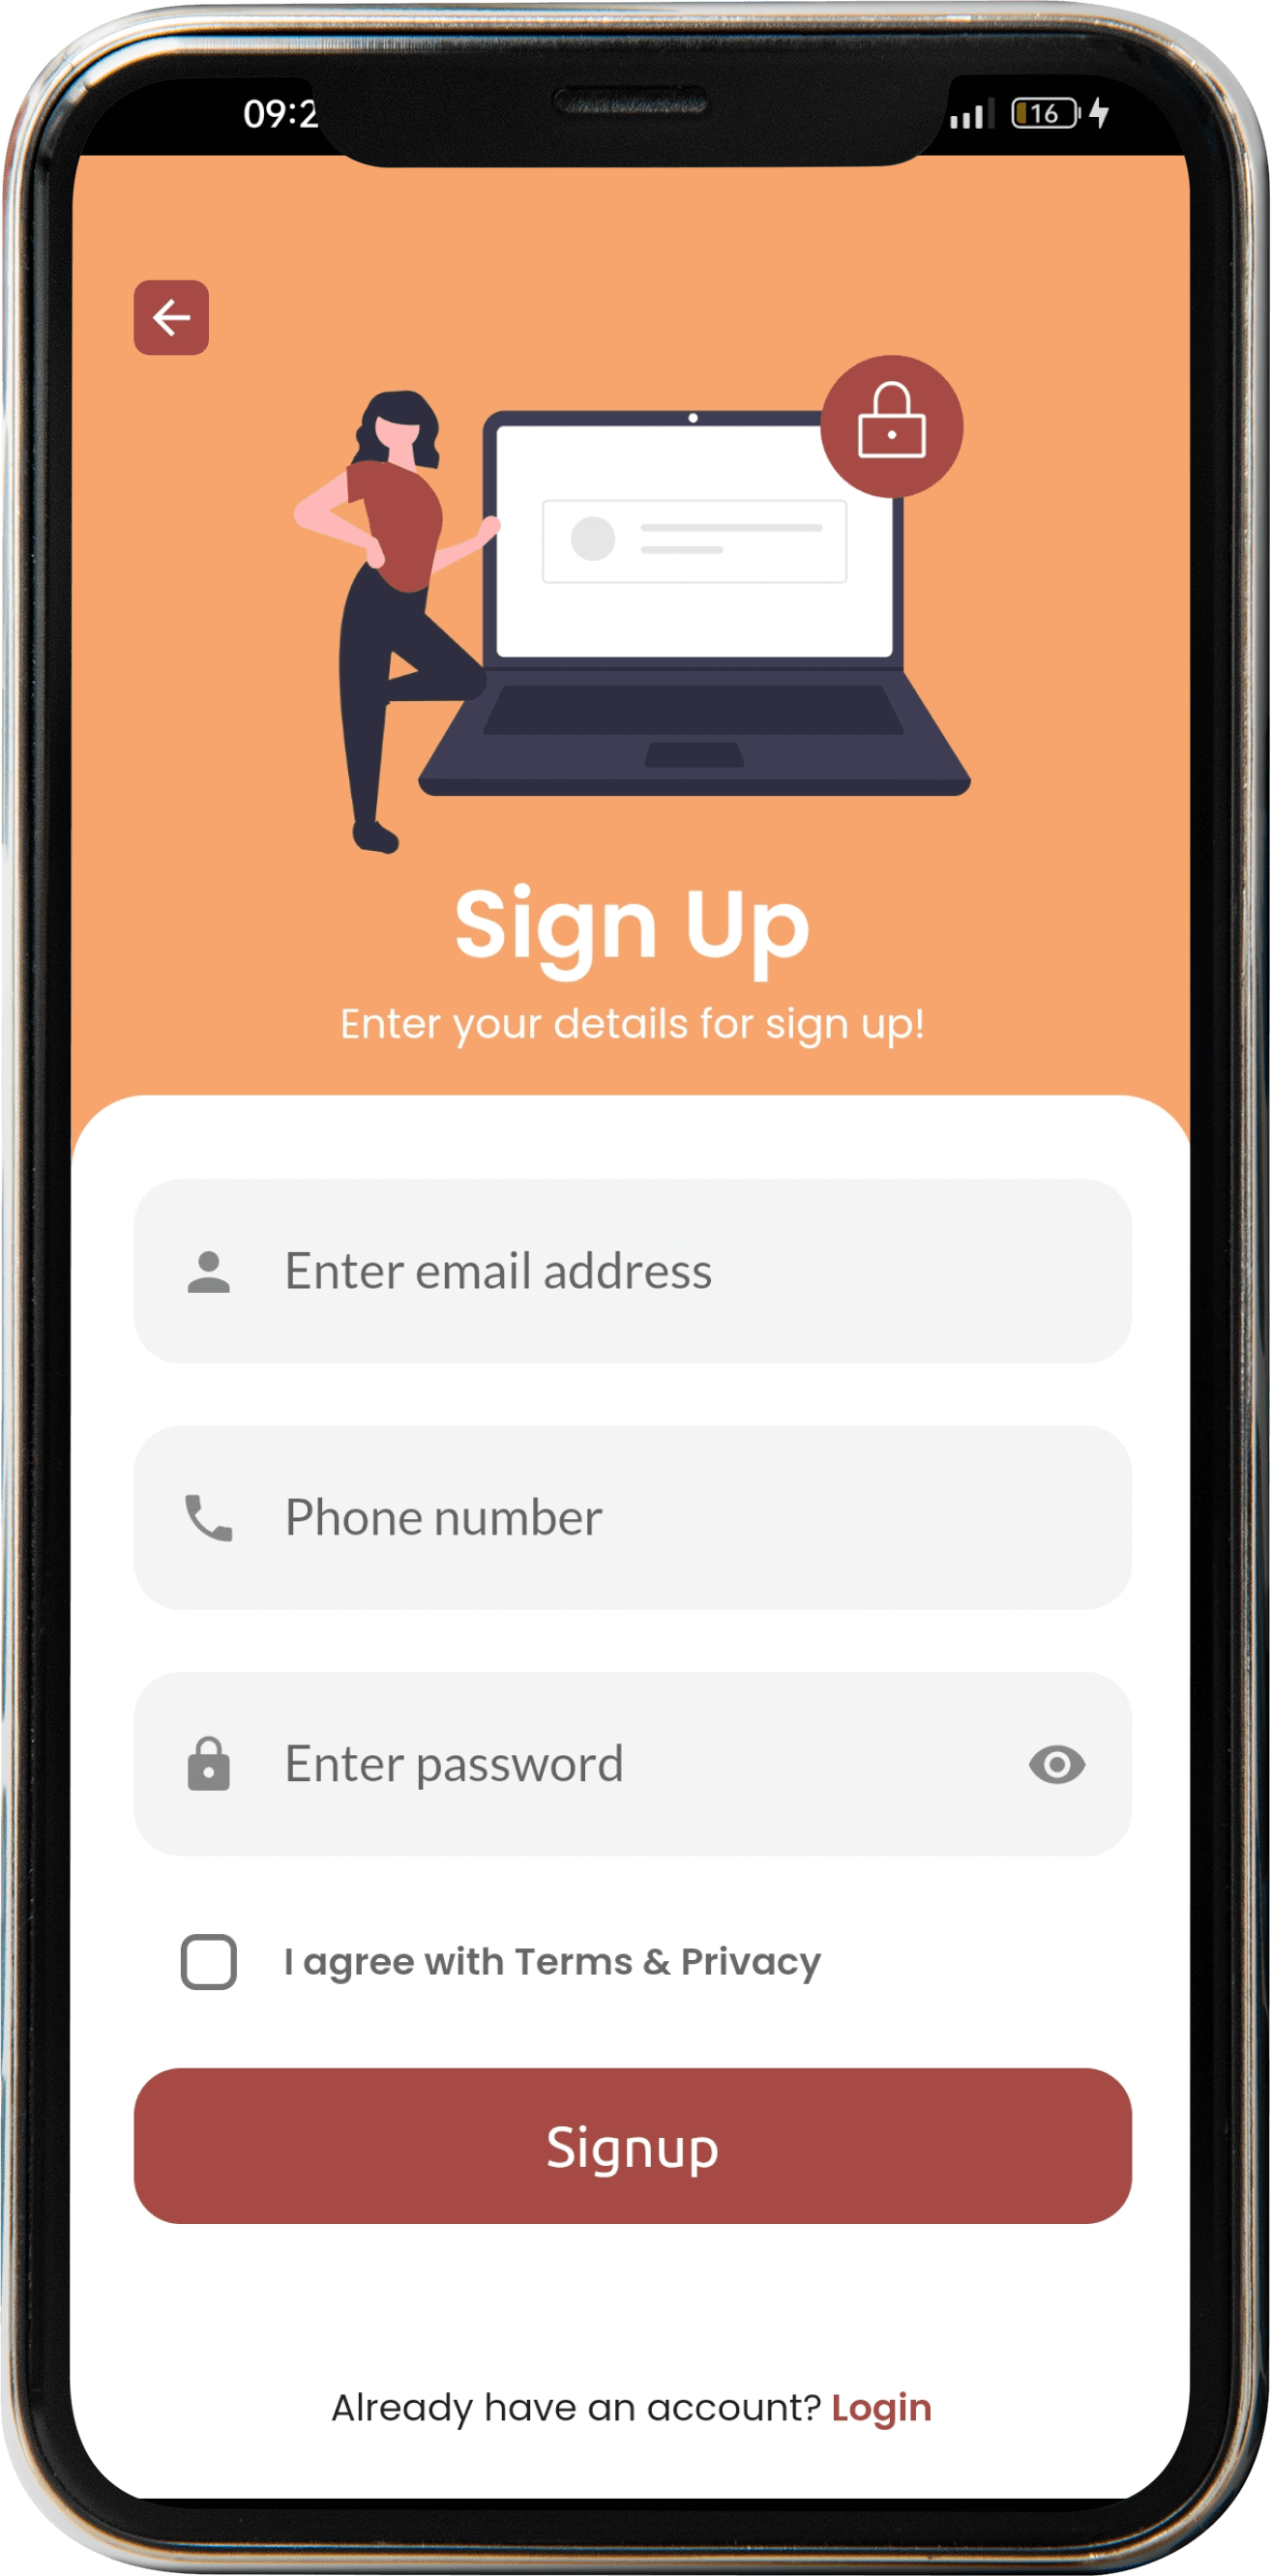 09:2
16
Sign Up
Enter your details for sign up!
Enter email address
Phone number
Enter password
I agree with Terms & Privacy
Signup
Already have an account? Login